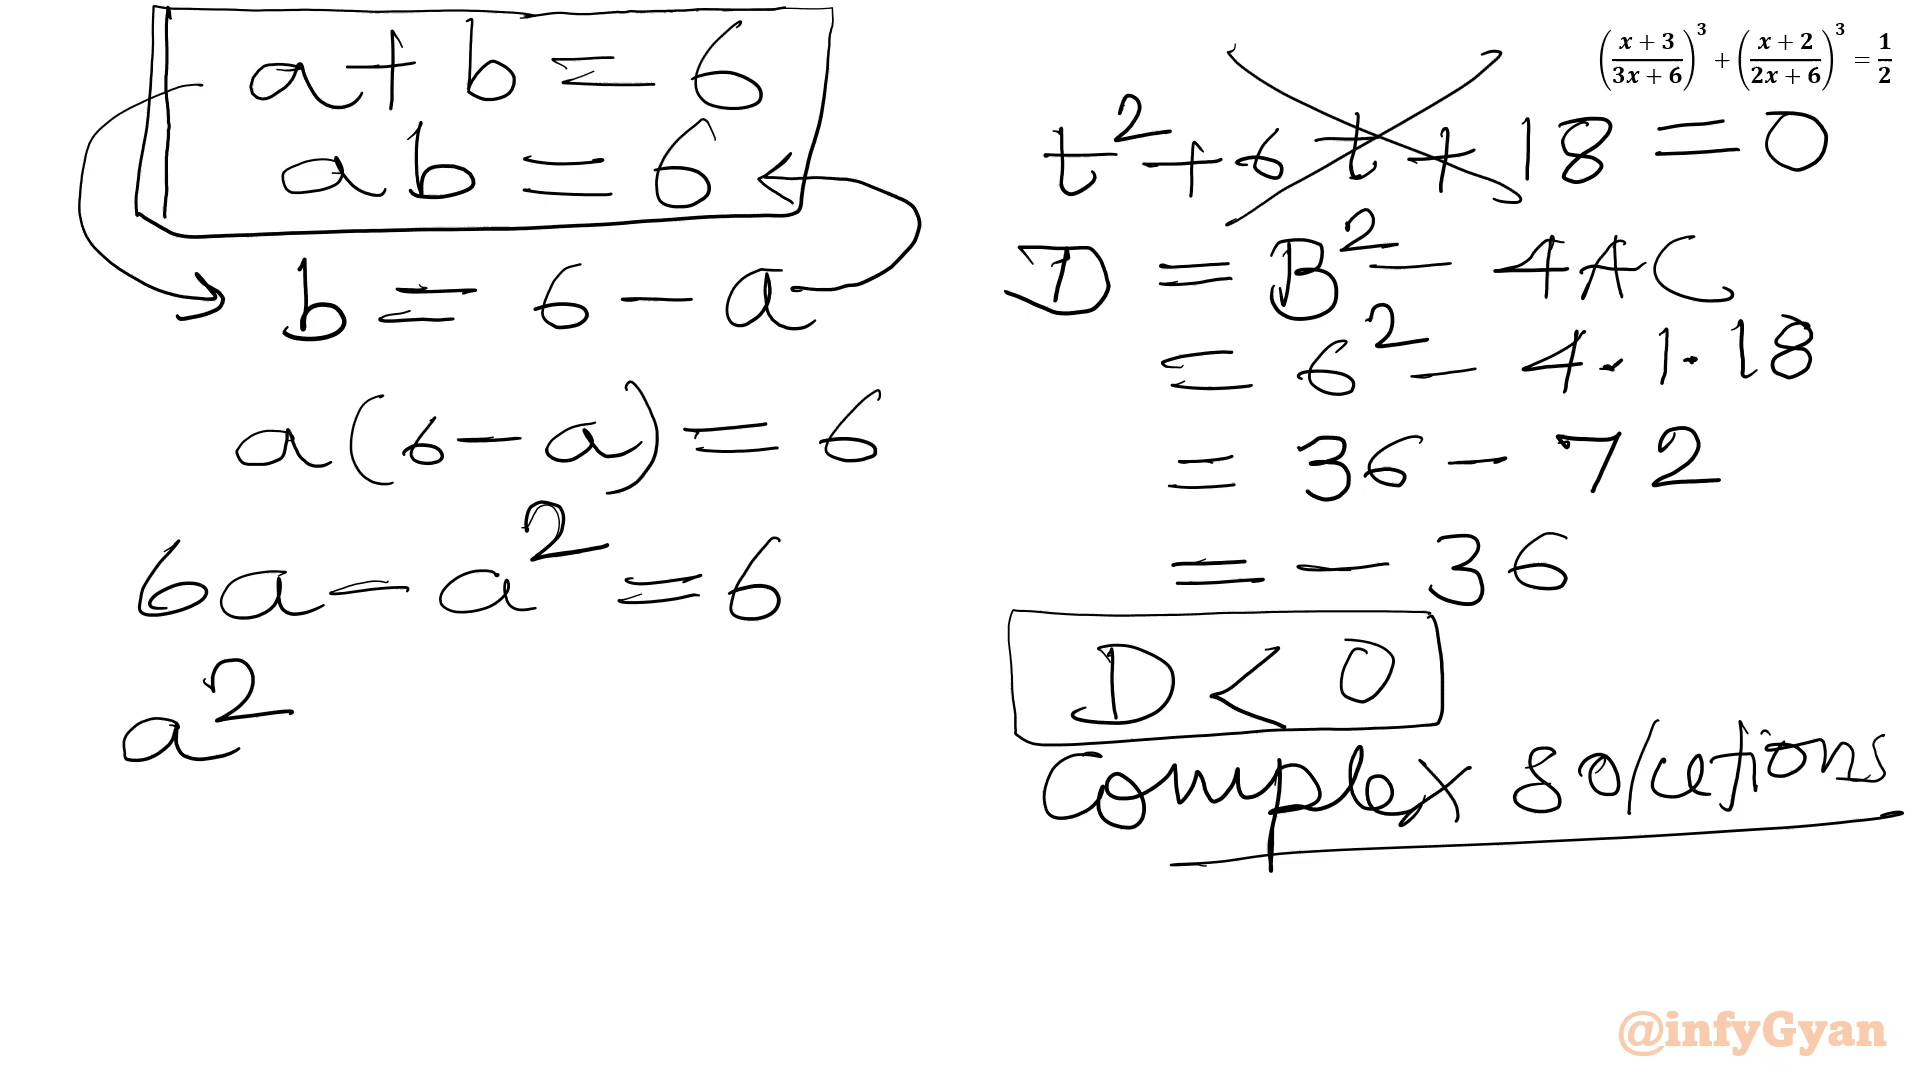 a + b = 6
ab = 6
b = 6 - a
a(6 - a) = 6
6a - a² = 6
a²
((x + 3)/(3x + 6))³ + ((x + 2)/(2x + 6))³ = 1/2
t² + 6t + 18 = 0
D = B² - 4AC
= 6² - 4·1·18
= 36 - 72
= -36
D < 0
Complex solutions
@infyGyan